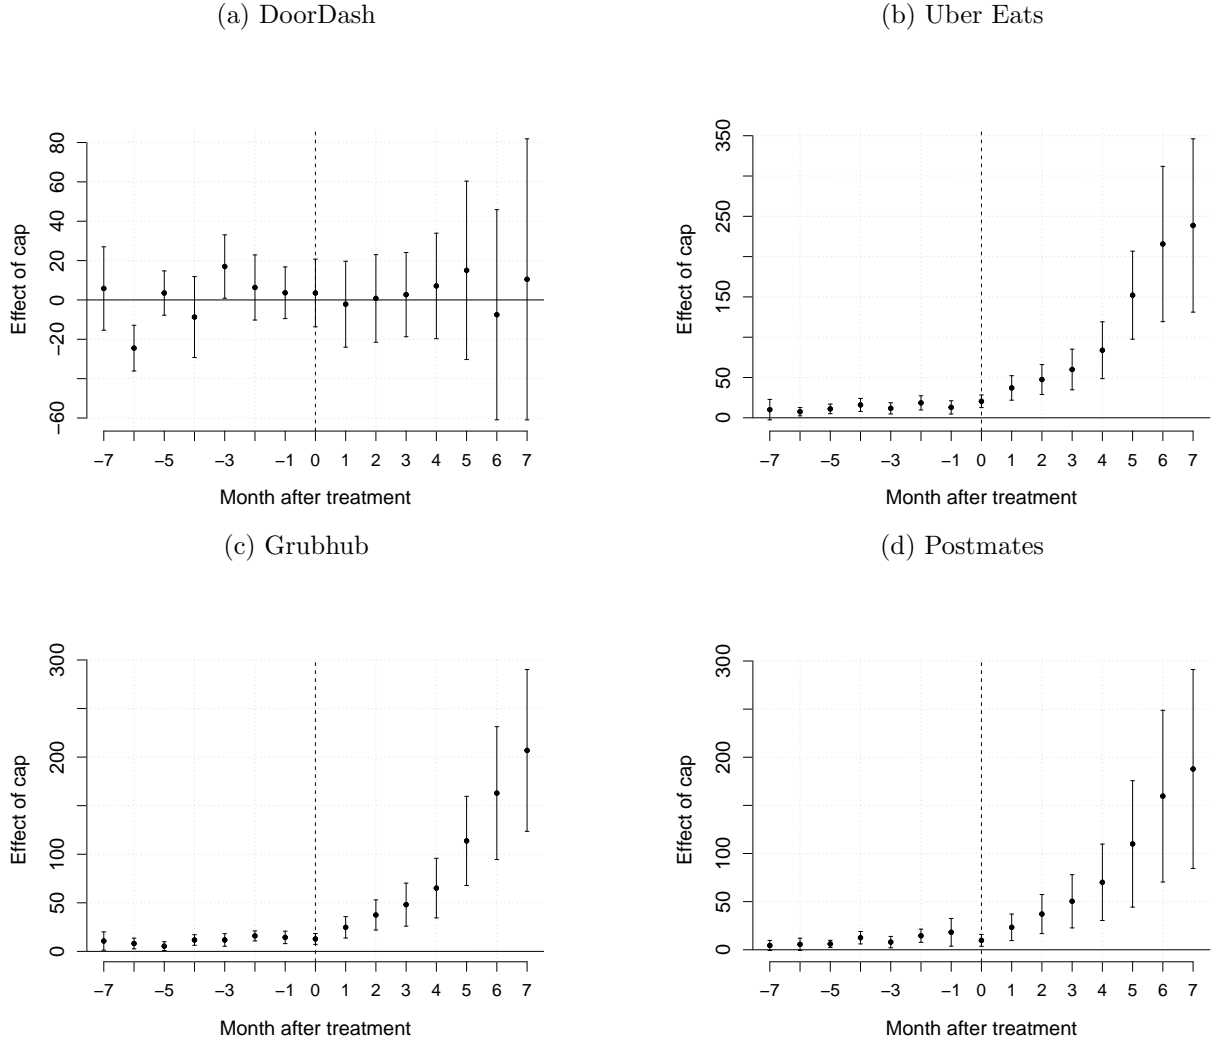 (a) DoorDash
(b) Uber Eats
Effect of cap
80
60
40
20
0
−20
−60
−7 −5 −3 −1 0 1 2 3 4 5 6 7
Month after treatment
Effect of cap
350
250
150
50
0
−7 −5 −3 −1 0 1 2 3 4 5 6 7
Month after treatment
(c) Grubhub
(d) Postmates
Effect of cap
300
200
100
50
0
−7 −5 −3 −1 0 1 2 3 4 5 6 7
Month after treatment
Effect of cap
300
200
100
50
0
−7 −5 −3 −1 0 1 2 3 4 5 6 7
Month after treatment